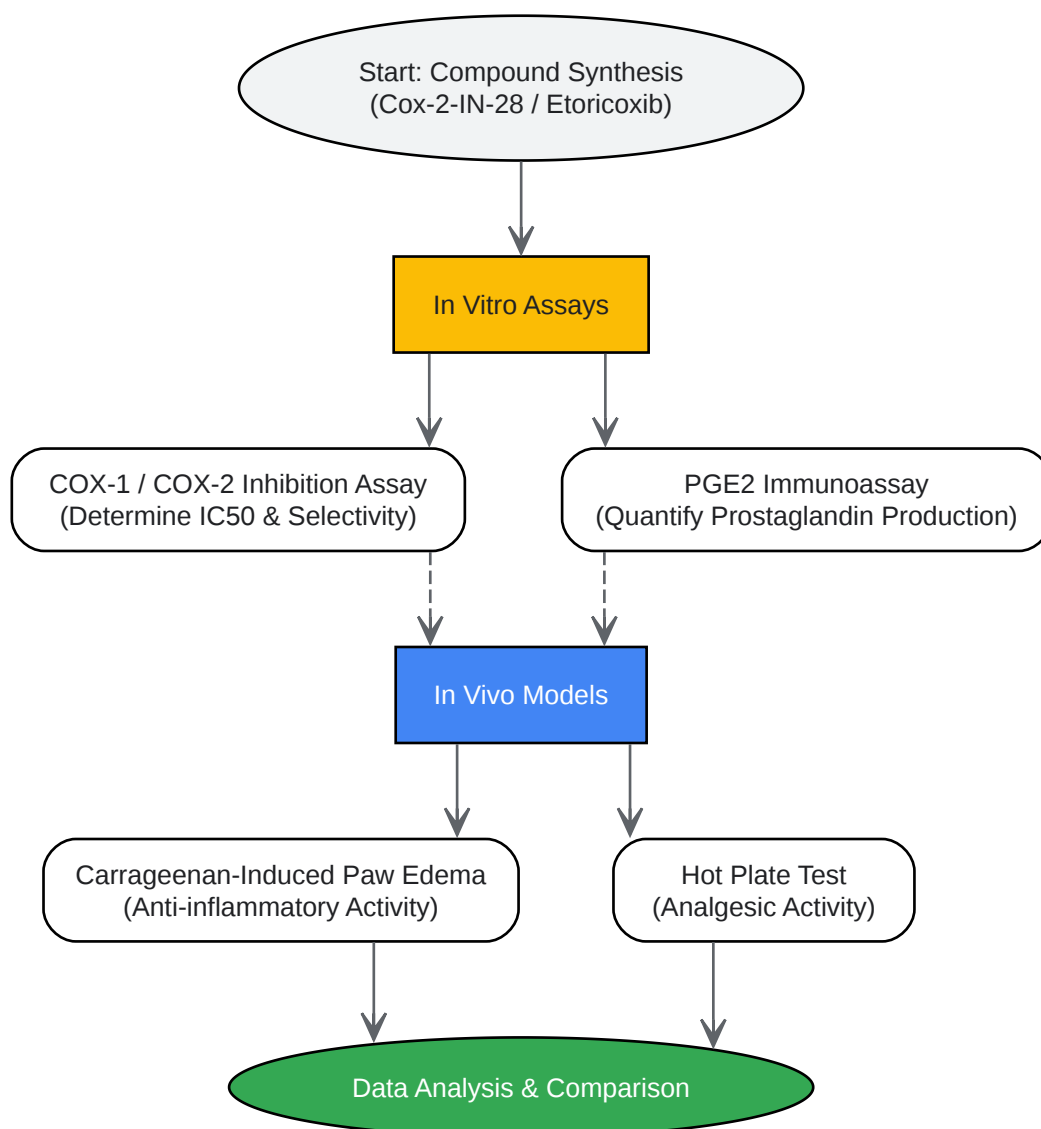 Start: Compound Synthesis
(Cox-2-IN-28 / Etoricoxib)
In Vitro Assays
COX-1 / COX-2 Inhibition Assay
(Determine IC50 & Selectivity)
PGE2 Immunoassay
(Quantify Prostaglandin Production)
In Vivo Models
Carrageenan-Induced Paw Edema
(Anti-inflammatory Activity)
Hot Plate Test
(Analgesic Activity)
Data Analysis & Comparison